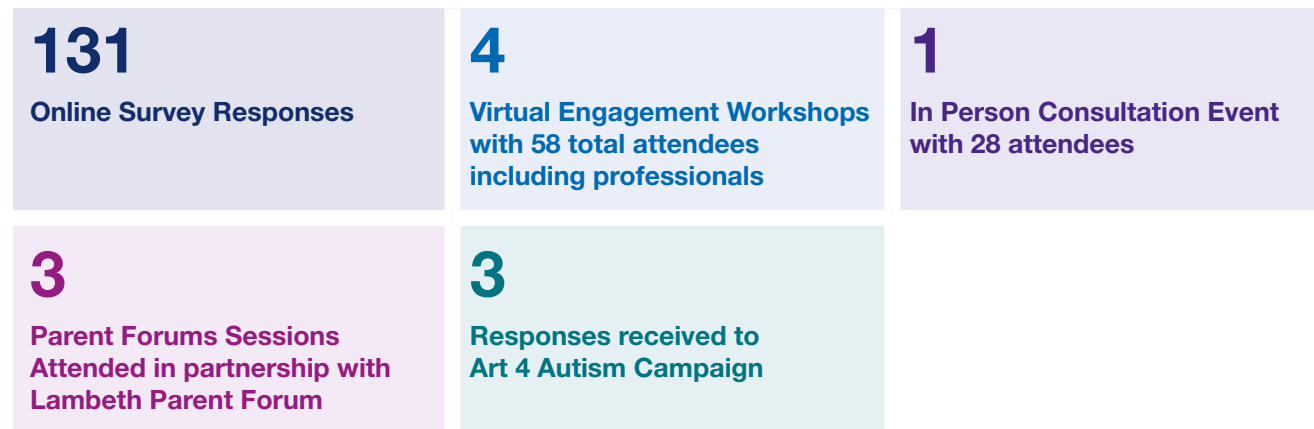 131
Online Survey Responses
4
Virtual Engagement Workshops
with 58 total attendees
including professionals
1
In Person Consultation Event
with 28 attendees
3
Parent Forums Sessions
Attended in partnership with
Lambeth Parent Forum
3
Responses received to
Art 4 Autism Campaign